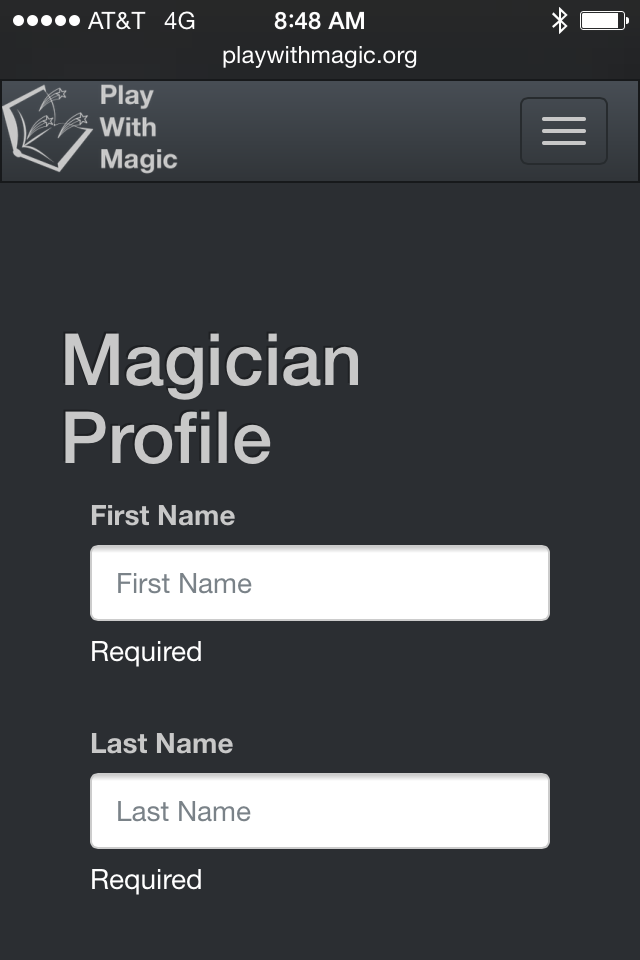 AT&T 4G 8:48 AM
playwithmagic.org
Play
With
Magic
Magician
Profile
First Name
First Name
Required
Last Name
Last Name
Required